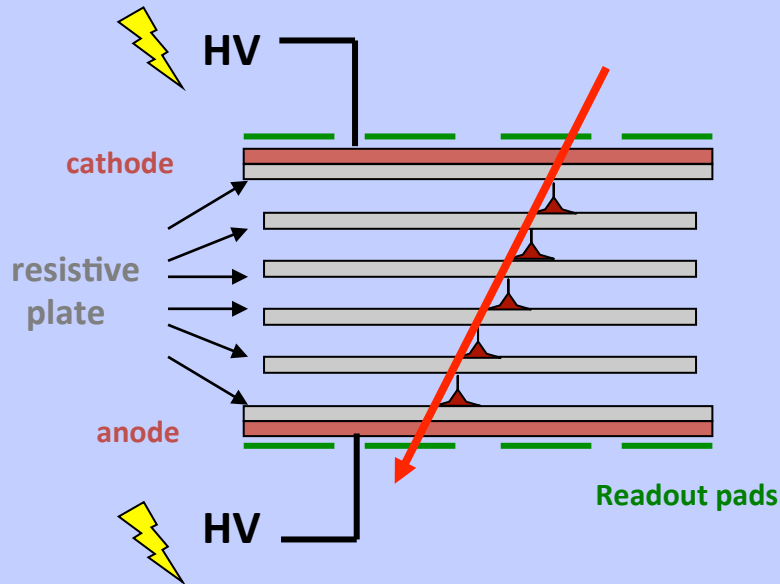 HV
cathode
resistive
plate
anode
Readout pads
HV